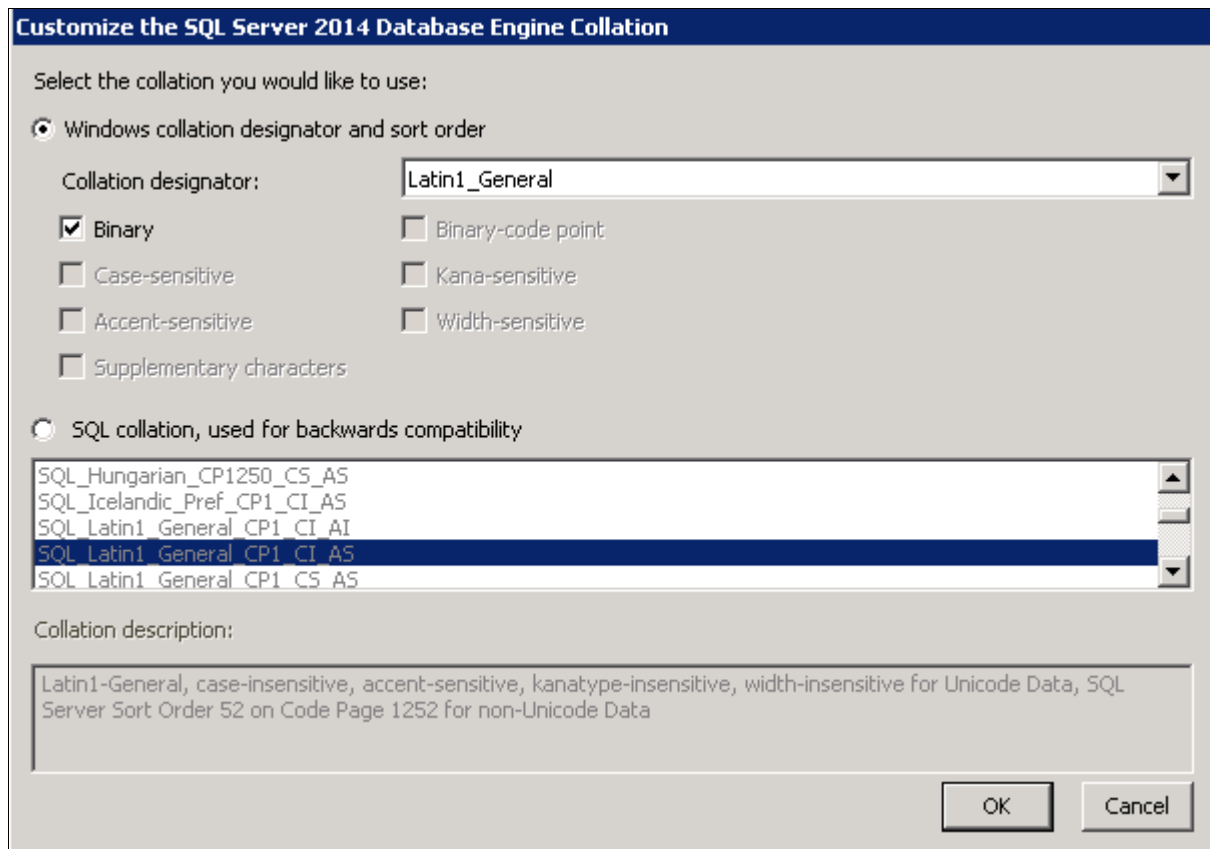 Customize the SQL Server 2014 Database Engine Collation
Select the collation you would like to use:
Windows collation designator and sort order
Collation designator: Latin1_General
Binary Binary-code point
Case-sensitive Kana-sensitive
Accent-sensitive Width-sensitive
Supplementary characters
SQL collation, used for backwards compatibility
SQL_Hungarian_CP1250_CS_AS
SQL_Icelandic_Pref_CP1_CI_AS
SQL_Latin1_General_CP1_CI_AI
SQL_Latin1_General_CP1_CI_AS
SQL_Latin1_General_CP1_CS_AS
Collation description:
Latin1-General, case-insensitive, accent-sensitive, kanatype-insensitive, width-insensitive for Unicode Data, SQL
Server Sort Order 52 on Code Page 1252 for non-Unicode Data
OK Cancel